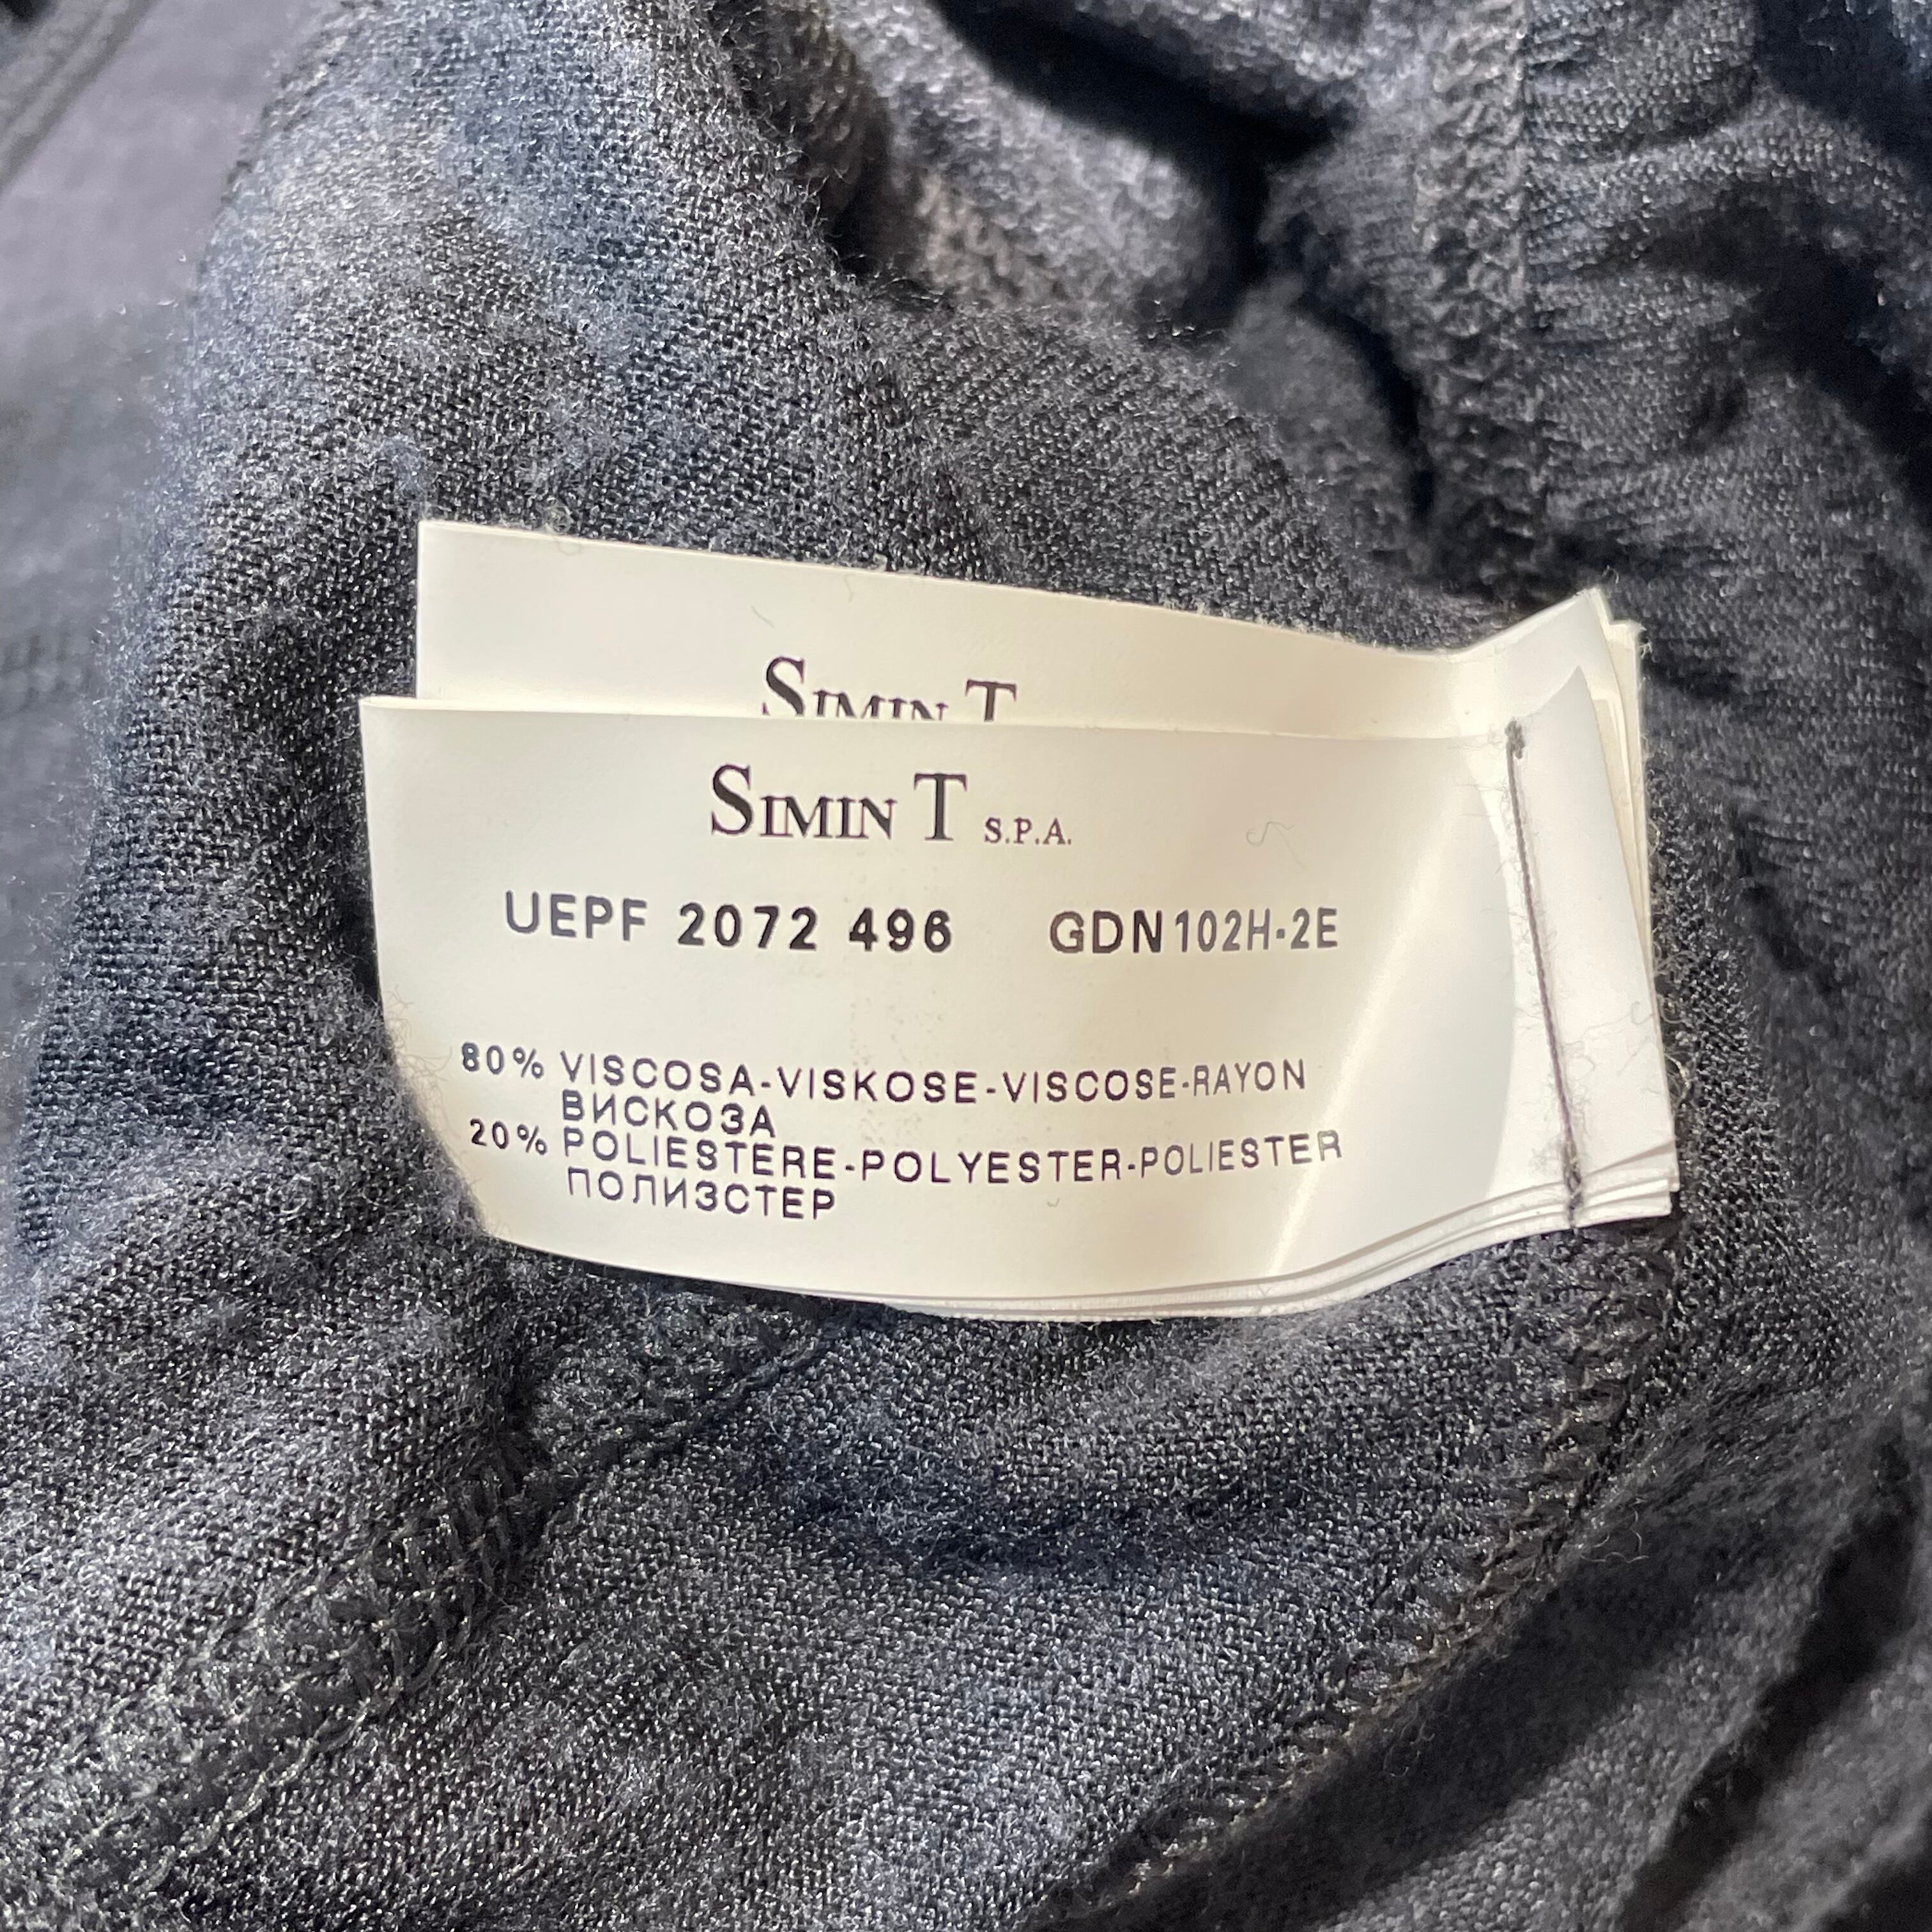 SIMIN T
SIMIN T S.P.A.
UEPF 2072 496 GDN102H-2E
80% VISCOSA-VISKOSE-VISCOSE-RAYON
ВИСКОЗА
20% POLIESTERE-POLYESTER-POLIESTER
ПОЛИЗСТЕР